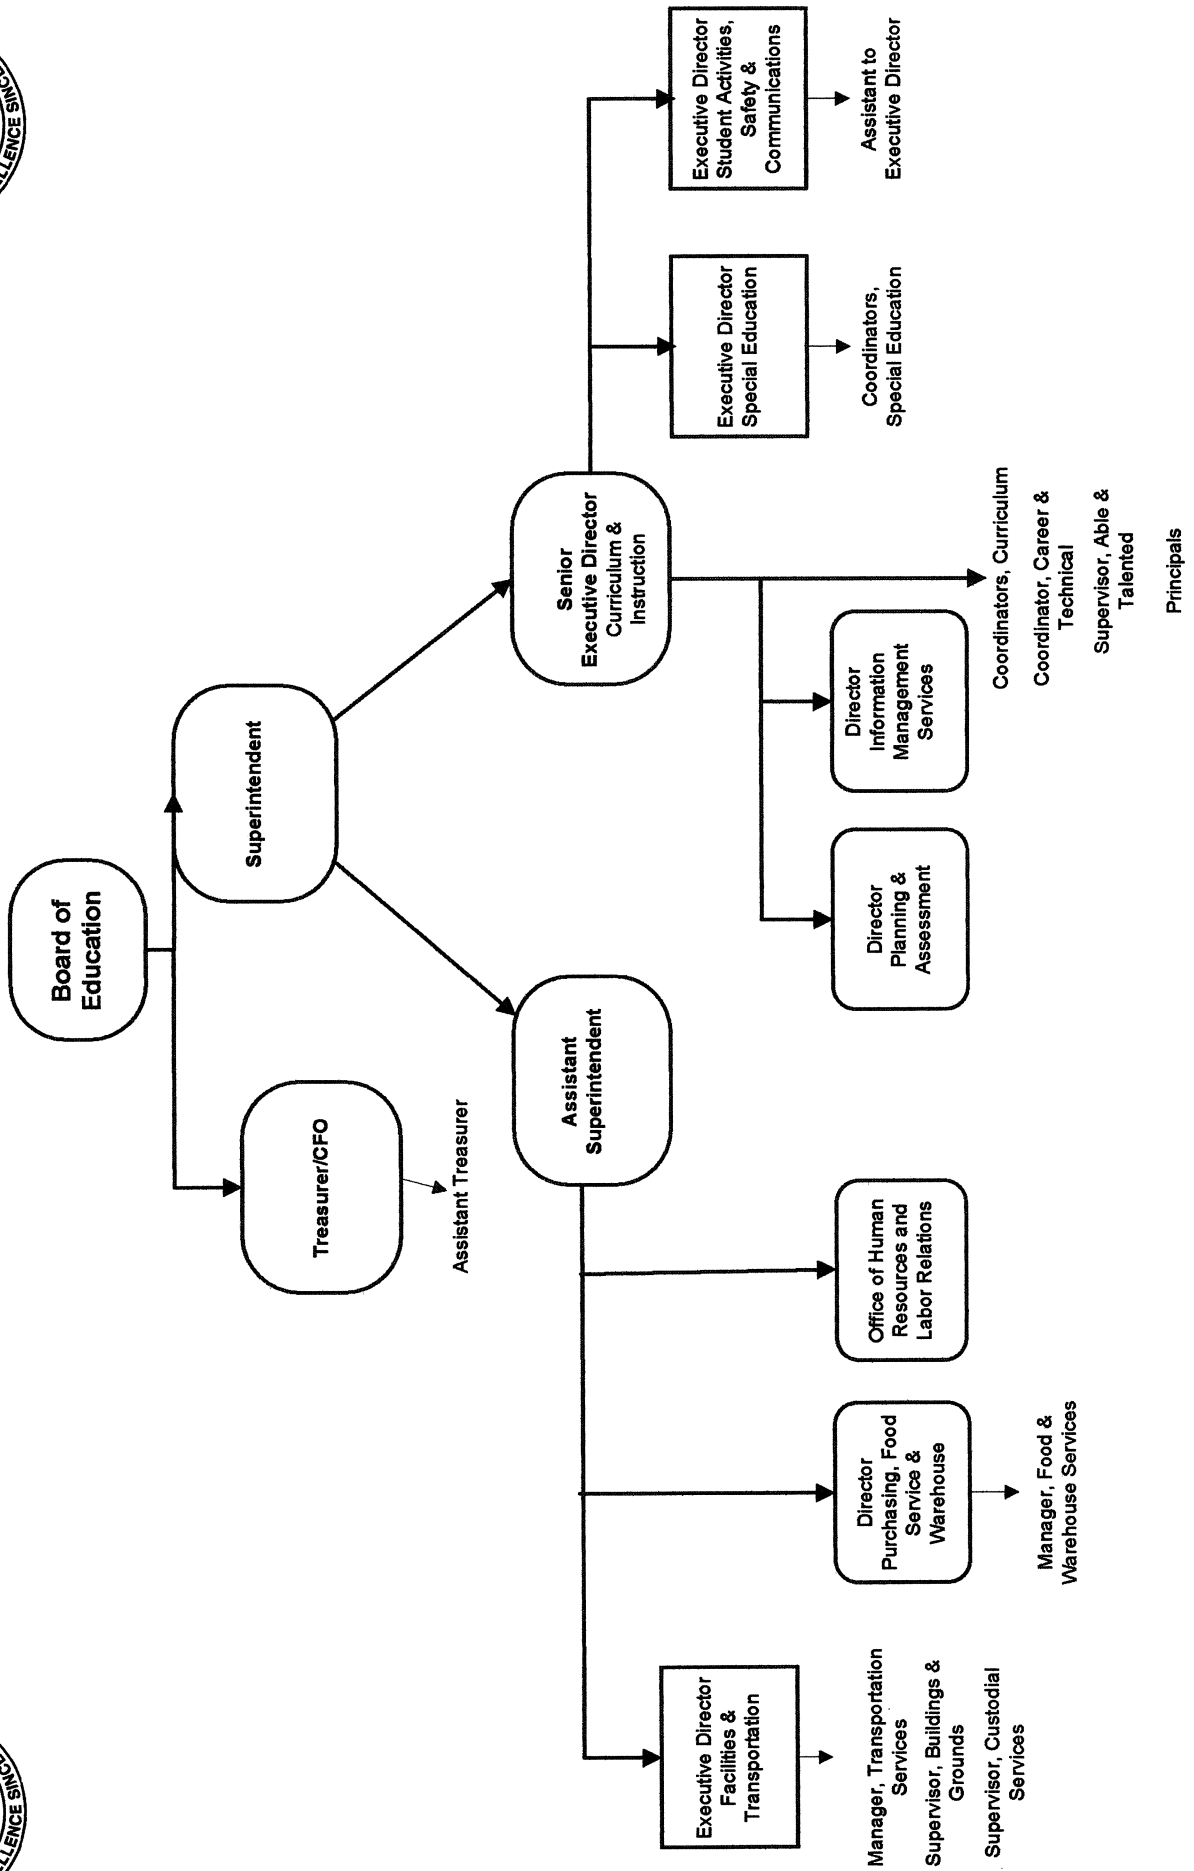 ELLENCE SINCE
ELLENCE SINCE
Board of
Education
Treasurer/CFO
Superintendent
Assistant Treasurer
Assistant
Superintendent
Senior
Executive Director
Curriculum &
Instruction
Executive Director
Facilities &
Transportation
Manager, Transportation
Services
Supervisor, Buildings &
Grounds
Supervisor, Custodial
Services
Director
Purchasing, Food
Service &
Warehouse
Manager, Food &
Warehouse Services
Office of Human
Resources and
Labor Relations
Director
Planning &
Assessment
Director
Information
Management
Services
Coordinators, Curriculum
Coordinator, Career &
Technical
Supervisor, Able &
Talented
Principals
Executive Director
Special Education
Coordinators,
Special Education
Executive Director
Student Activities,
Safety &
Communications
Assistant to
Executive Director